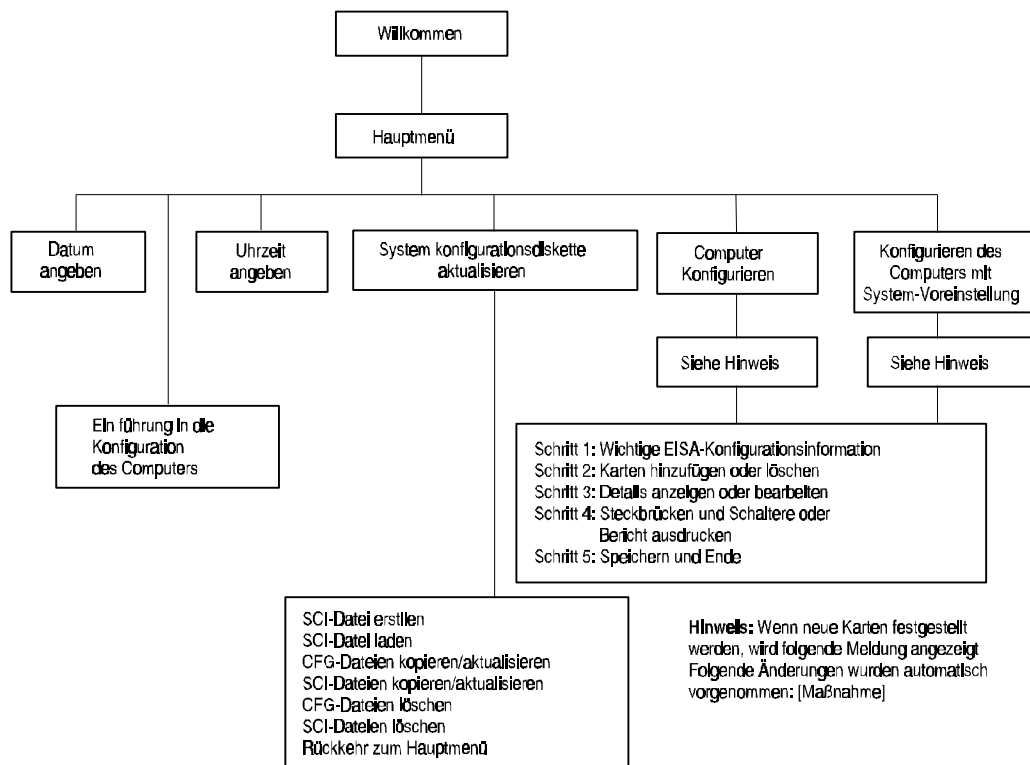 Willkommen
Hauptmenü
Datum
angeben
Uhrzeit
angeben
System konfigurationsdiskette
aktualisieren
Computer
Konfigurieren
Konfigurieren des
Computers mit
System-Voreinstellung
Siehe Hinweis
Siehe Hinweis
Ein führung in die
Konfiguration
des Computers
Schritt 1: Wichtige EISA-Konfigurationsinformation
Schritt 2: Karten hinzufügen oder löschen
Schritt 3: Details anzeigen oder bearbeiten
Schritt 4: Steckbrücken und Schaltere oder
Bericht ausdrucken
Schritt 5: Speichern und Ende
SCI-Datei erstllen
SCI-Datei laden
CFG-Dateien kopieren/aktualisieren
SCI-Dateien kopieren/aktualisieren
CFG-Dateien löschen
SCI-Dateien löschen
Rückkehr zum Hauptmenü
Hinweis: Wenn neue Karten festgestellt
werden, wird folgende Meldung angezeigt
Folgende Änderungen wurden automatisch
vorgenommen: [Maßnahme]